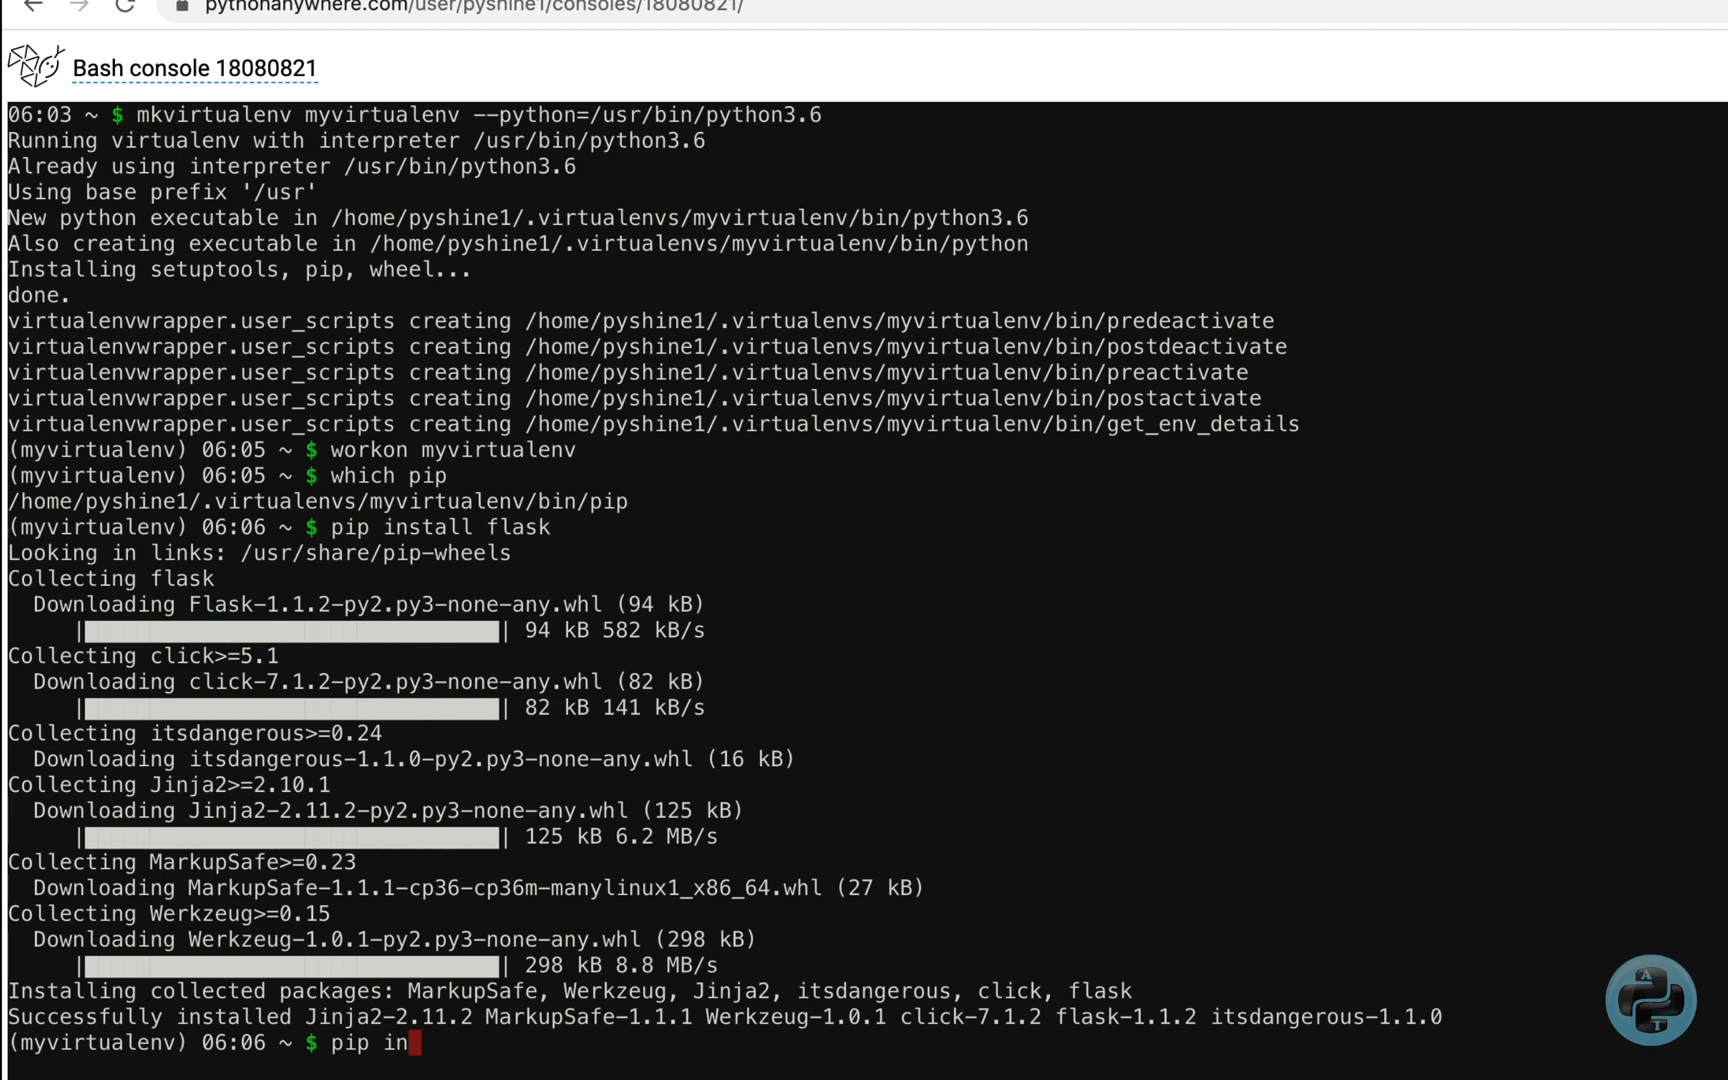 pythonanywhere.com/user/pyshine1/consoles/18080821/
Bash console 18080821
06:03 ~ $ mkvirtualenv myvirtualenv --python=/usr/bin/python3.6
Running virtualenv with interpreter /usr/bin/python3.6
Already using interpreter /usr/bin/python3.6
Using base prefix '/usr'
New python executable in /home/pyshine1/.virtualenvs/myvirtualenv/bin/python3.6
Also creating executable in /home/pyshine1/.virtualenvs/myvirtualenv/bin/python
Installing setuptools, pip, wheel...
done.
virtualenvwrapper.user_scripts creating /home/pyshine1/.virtualenvs/myvirtualenv/bin/predeactivate
virtualenvwrapper.user_scripts creating /home/pyshine1/.virtualenvs/myvirtualenv/bin/postdeactivate
virtualenvwrapper.user_scripts creating /home/pyshine1/.virtualenvs/myvirtualenv/bin/preactivate
virtualenvwrapper.user_scripts creating /home/pyshine1/.virtualenvs/myvirtualenv/bin/postactivate
virtualenvwrapper.user_scripts creating /home/pyshine1/.virtualenvs/myvirtualenv/bin/get_env_details
(myvirtualenv) 06:05 ~ $ workon myvirtualenv
(myvirtualenv) 06:05 ~ $ which pip
/home/pyshine1/.virtualenvs/myvirtualenv/bin/pip
(myvirtualenv) 06:06 ~ $ pip install flask
Looking in links: /usr/share/pip-wheels
Collecting flask
Downloading Flask-1.1.2-py2.py3-none-any.whl (94 kB)
| | 94 kB 582 kB/s
Collecting click>=5.1
Downloading click-7.1.2-py2.py3-none-any.whl (82 kB)
| | 82 kB 141 kB/s
Collecting itsdangerous>=0.24
Downloading itsdangerous-1.1.0-py2.py3-none-any.whl (16 kB)
Collecting Jinja2>=2.10.1
Downloading Jinja2-2.11.2-py2.py3-none-any.whl (125 kB)
| | 125 kB 6.2 MB/s
Collecting MarkupSafe>=0.23
Downloading MarkupSafe-1.1.1-cp36-cp36m-manylinux1_x86_64.whl (27 kB)
Collecting Werkzeug>=0.15
Downloading Werkzeug-1.0.1-py2.py3-none-any.whl (298 kB)
| | 298 kB 8.8 MB/s
Installing collected packages: MarkupSafe, Werkzeug, Jinja2, itsdangerous, click, flask
Successfully installed Jinja2-2.11.2 MarkupSafe-1.1.1 Werkzeug-1.0.1 click-7.1.2 flask-1.1.2 itsdangerous-1.1.0
(myvirtualenv) 06:06 ~ $ pip in
A
T